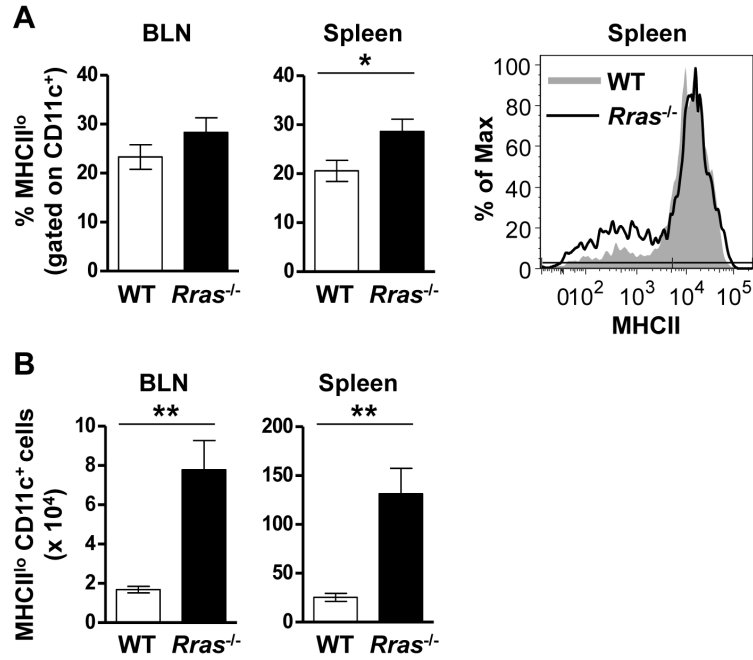 A
BLN
Spleen
Spleen
% MHCIIˡᵒ
(gated on CD11c⁺)
40
30
20
10
0
WT
Rras⁻/⁻
*
40
30
20
10
0
WT
Rras⁻/⁻
% of Max
100
80
60
40
20
0
WT
Rras⁻/⁻
0 10² 10³ 10⁴ 10⁵
MHCII
B
BLN
Spleen
MHCIIˡᵒ CD11c⁺ cells
(x 10⁴)
**
10
8
6
4
2
0
WT
Rras⁻/⁻
**
200
150
100
50
0
WT
Rras⁻/⁻